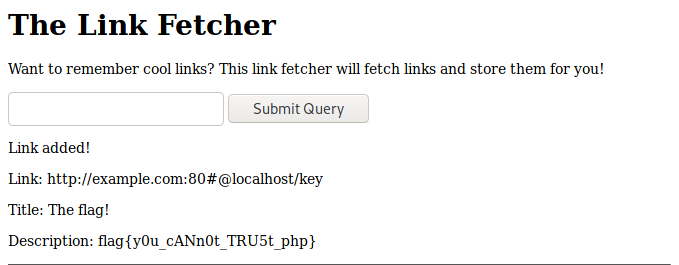 The Link Fetcher
Want to remember cool links? This link fetcher will fetch links and store them for you!
Submit Query
Link added!
Link: http://example.com:80#@localhost/key
Title: The flag!
Description: flag{y0u_cANn0t_TRU5t_php}